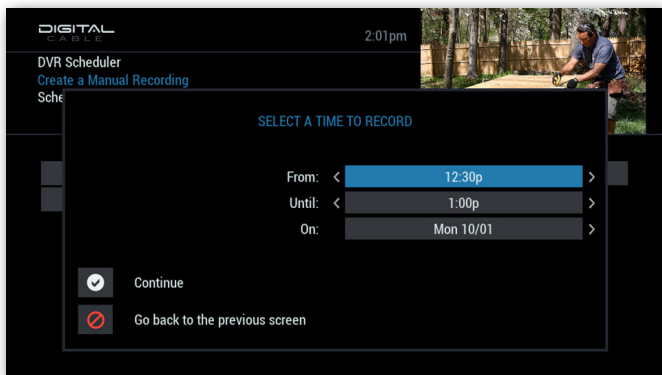 DIGITAL
CABLE
2:01pm
DVR Scheduler
Create a Manual Recording
Sche
SELECT A TIME TO RECORD
From: < 12:30p >
Until: < 1:00p >
On: Mon 10/01 >
Continue
Go back to the previous screen